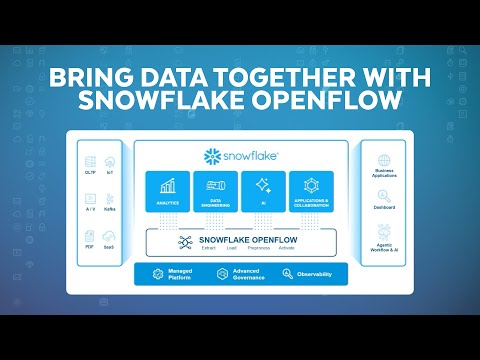 BRING DATA TOGETHER WITH
SNOWFLAKE OPENFLOW
snowflake
OLTP IoT
A / V Kafka
PDF SaaS
ANALYTICS
DATA
ENGINEERING
AI
APPLICATIONS &
COLLABORATION
SNOWFLAKE OPENFLOW
Extract Load Preprocess Activate
Managed
Platform
Advanced
Governance
Observability
Business
Applications
Dashboard
Agentic
Workflow & AI